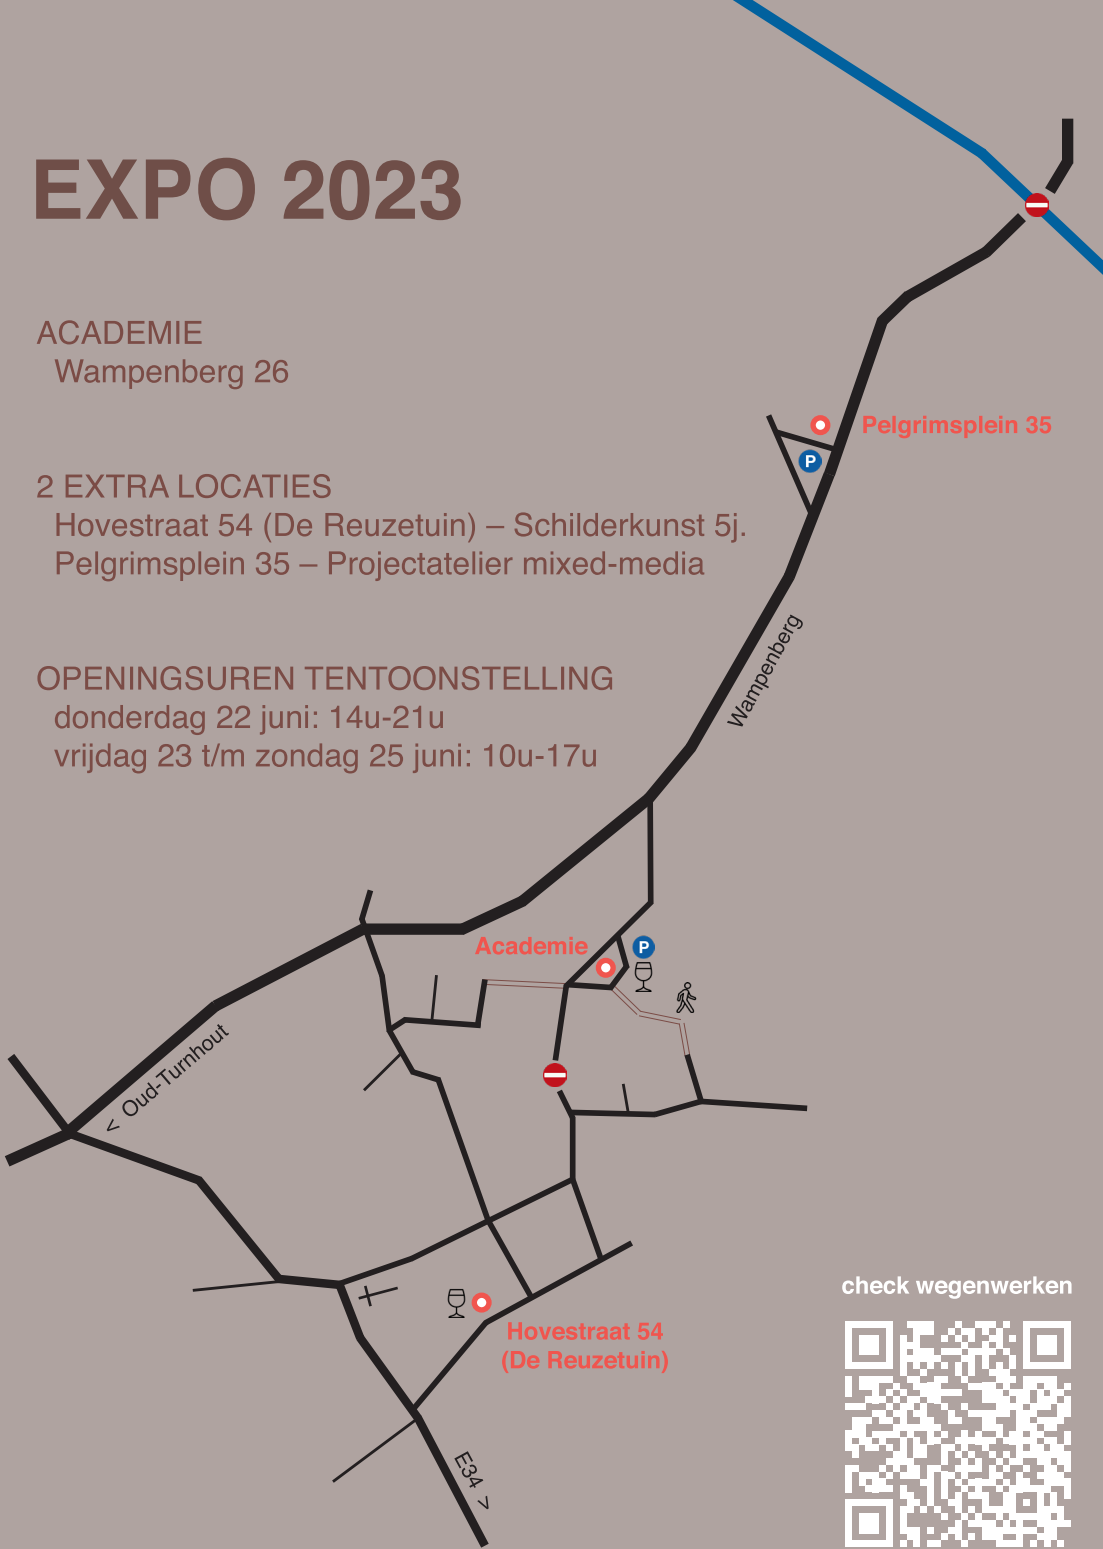 EXPO 2023
ACADEMIE
Wampenberg 26
2 EXTRA LOCATIES
Hovestraat 54 (De Reuzetuin) – Schilderkunst 5j.
Pelgrimsplein 35 – Projectatelier mixed-media
OPENINGSUREN TENTOONSTELLING
donderdag 22 juni: 14u-21u
vrijdag 23 t/m zondag 25 juni: 10u-17u
Pelgrimsplein 35
P
Wampenberg
Academie
P
< Oud-Turnhout
Hovestraat 54
(De Reuzetuin)
E34 >
check wegenwerken